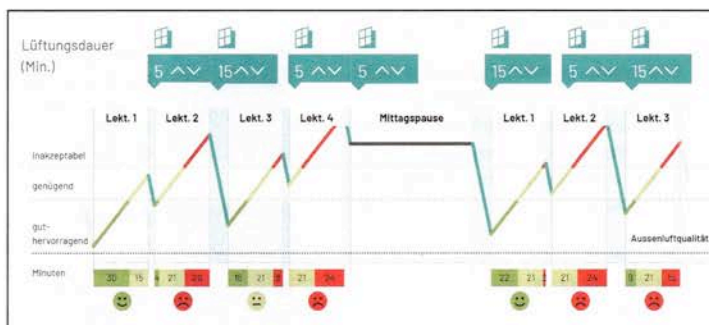 Lüftungsdauer
(Min.)
5 15 5 5 15 5 15
Lekt. 1 Lekt. 2 Lekt. 3 Lekt. 4 Mittagspause Lekt. 1 Lekt. 2 Lekt. 3
Inakzeptabel
genügend
gut-
hervorragend
Aussenluftqualität
Minuten 30 15 4 21 21 21 24 22 21 21 24 21